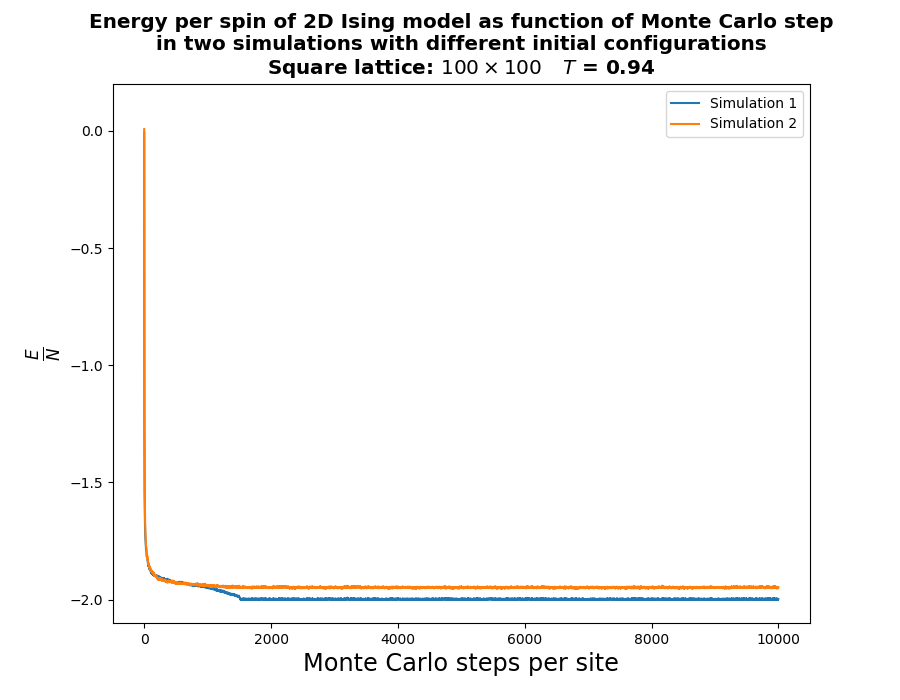 Energy per spin of 2D Ising model as function of Monte Carlo step
in two simulations with different initial configurations
Square lattice: 100 × 100 T = 0.94
Simulation 1
Simulation 2
0.0
−0.5
−1.0
−1.5
−2.0
E
N
0
2000
4000
6000
8000
10000
Monte Carlo steps per site